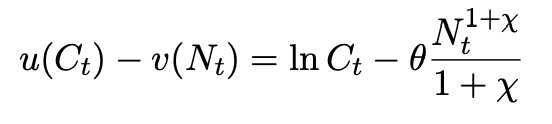 $u(C_t) - v(N_t) = \ln C_t - \theta \frac{N_t^{1+\chi}}{1+\chi}$